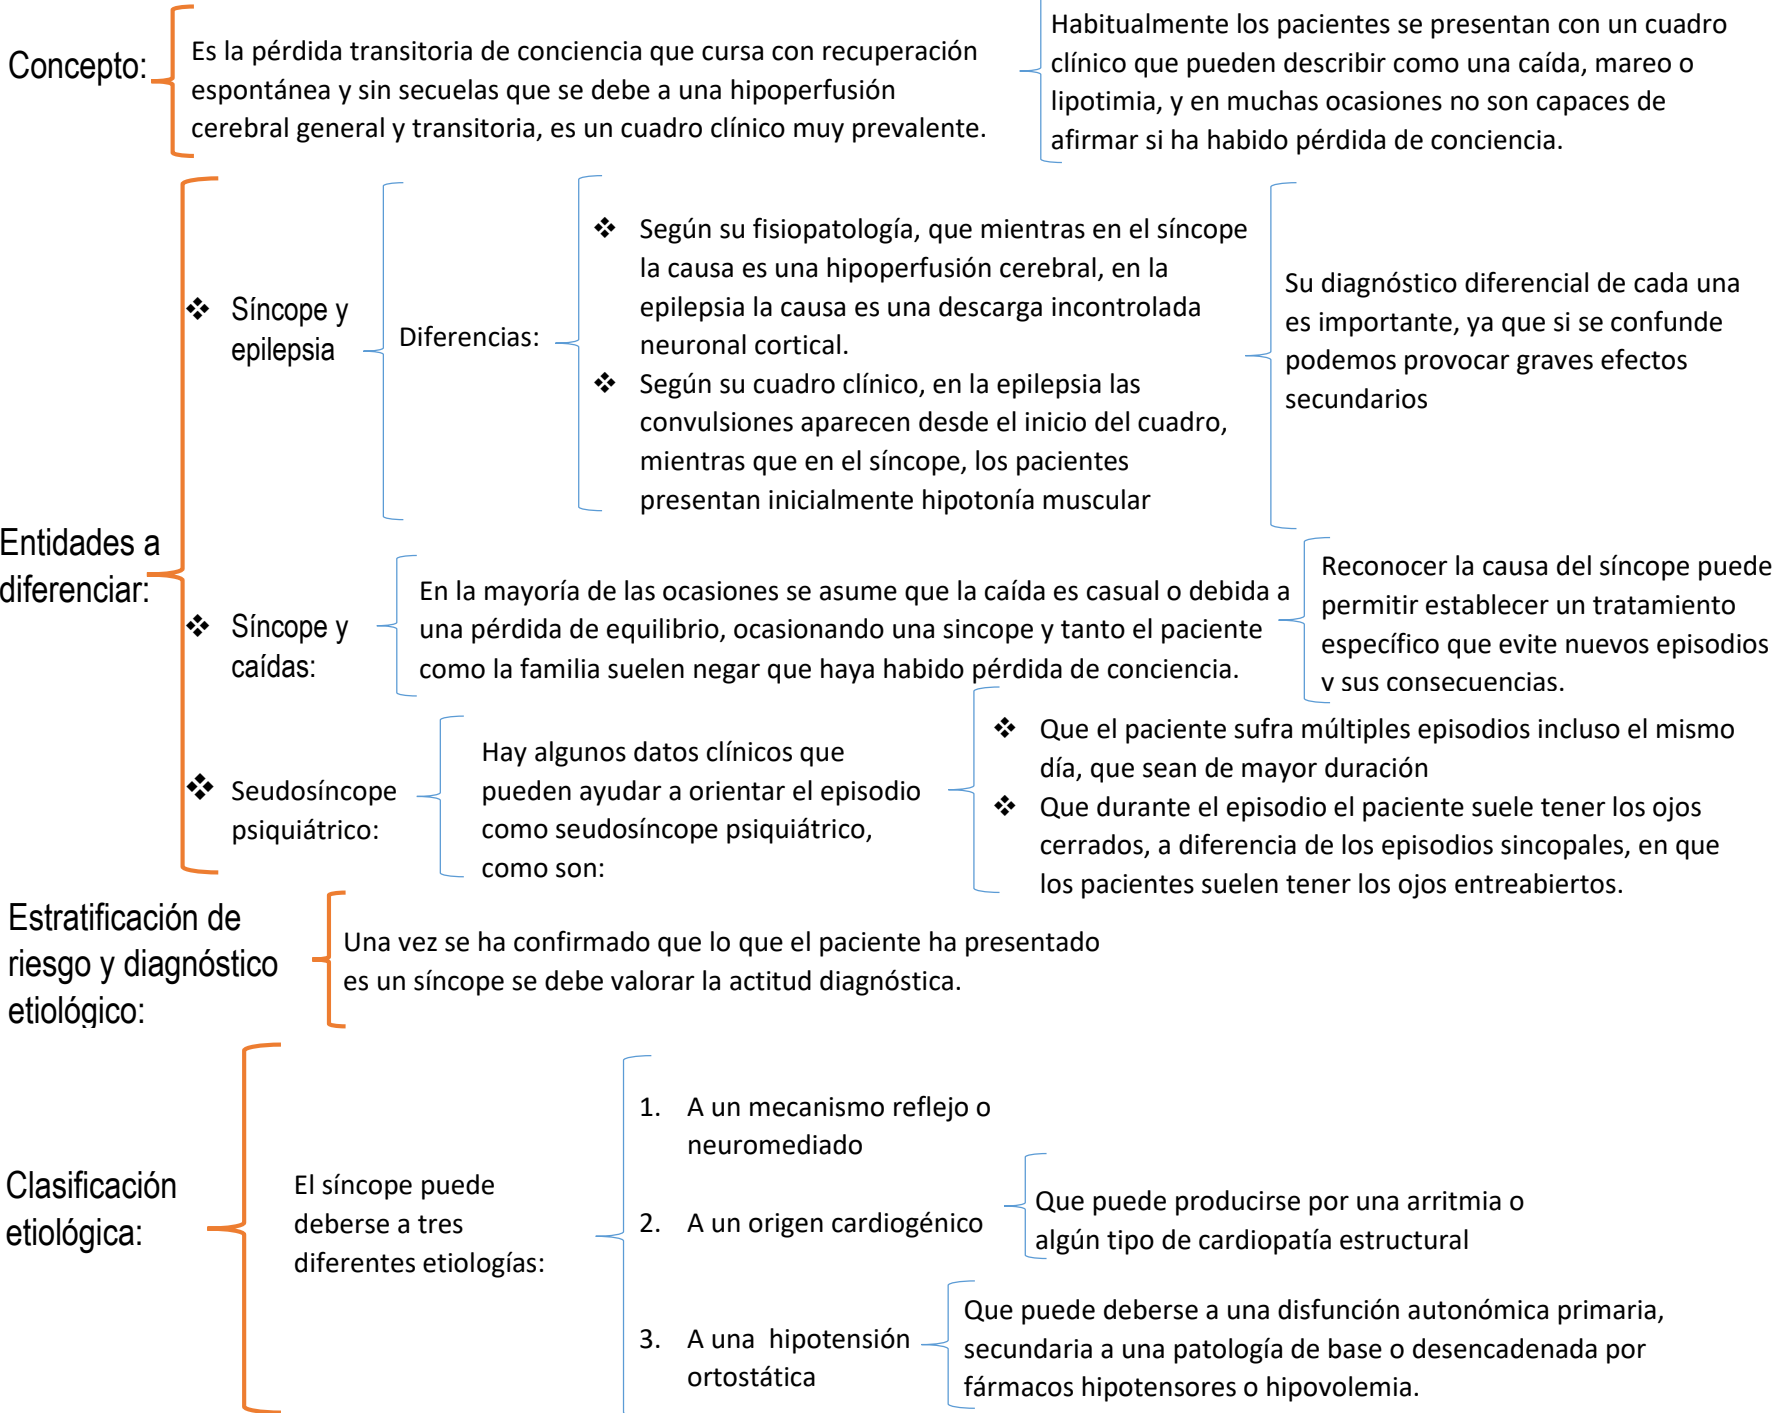 Concepto:
Es la pérdida transitoria de conciencia que cursa con recuperación
espontánea y sin secuelas que se debe a una hipoperfusión
cerebral general y transitoria, es un cuadro clínico muy prevalente.
Habitualmente los pacientes se presentan con un cuadro
clínico que pueden describir como una caída, mareo o
lipotimia, y en muchas ocasiones no son capaces de
afirmar si ha habido pérdida de conciencia.
Entidades a
diferenciar:
❖ Síncope y
epilepsia
Diferencias:
❖ Según su fisiopatología, que mientras en el síncope
la causa es una hipoperfusión cerebral, en la
epilepsia la causa es una descarga incontrolada
neuronal cortical.
❖ Según su cuadro clínico, en la epilepsia las
convulsiones aparecen desde el inicio del cuadro,
mientras que en el síncope, los pacientes
presentan inicialmente hipotonía muscular
Su diagnóstico diferencial de cada una
es importante, ya que si se confunde
podemos provocar graves efectos
secundarios
❖ Síncope y
caídas:
En la mayoría de las ocasiones se asume que la caída es casual o debida a
una pérdida de equilibrio, ocasionando una sincope y tanto el paciente
como la familia suelen negar que haya habido pérdida de conciencia.
Reconocer la causa del síncope puede
permitir establecer un tratamiento
específico que evite nuevos episodios
y sus consecuencias.
❖ Seudosíncope
psiquiátrico:
Hay algunos datos clínicos que
pueden ayudar a orientar el episodio
como seudosíncope psiquiátrico,
como son:
❖ Que el paciente sufra múltiples episodios incluso el mismo
día, que sean de mayor duración
❖ Que durante el episodio el paciente suele tener los ojos
cerrados, a diferencia de los episodios sincopales, en que
los pacientes suelen tener los ojos entreabiertos.
Estratificación de
riesgo y diagnóstico
etiológico:
Una vez se ha confirmado que lo que el paciente ha presentado
es un síncope se debe valorar la actitud diagnóstica.
Clasificación
etiológica:
El síncope puede
deberse a tres
diferentes etiologías:
1. A un mecanismo reflejo o
neuromediado
2. A un origen cardiogénico
Que puede producirse por una arritmia o
algún tipo de cardiopatía estructural
3. A una hipotensión
ortostática
Que puede deberse a una disfunción autonómica primaria,
secundaria a una patología de base o desencadenada por
fármacos hipotensores o hipovolemia.